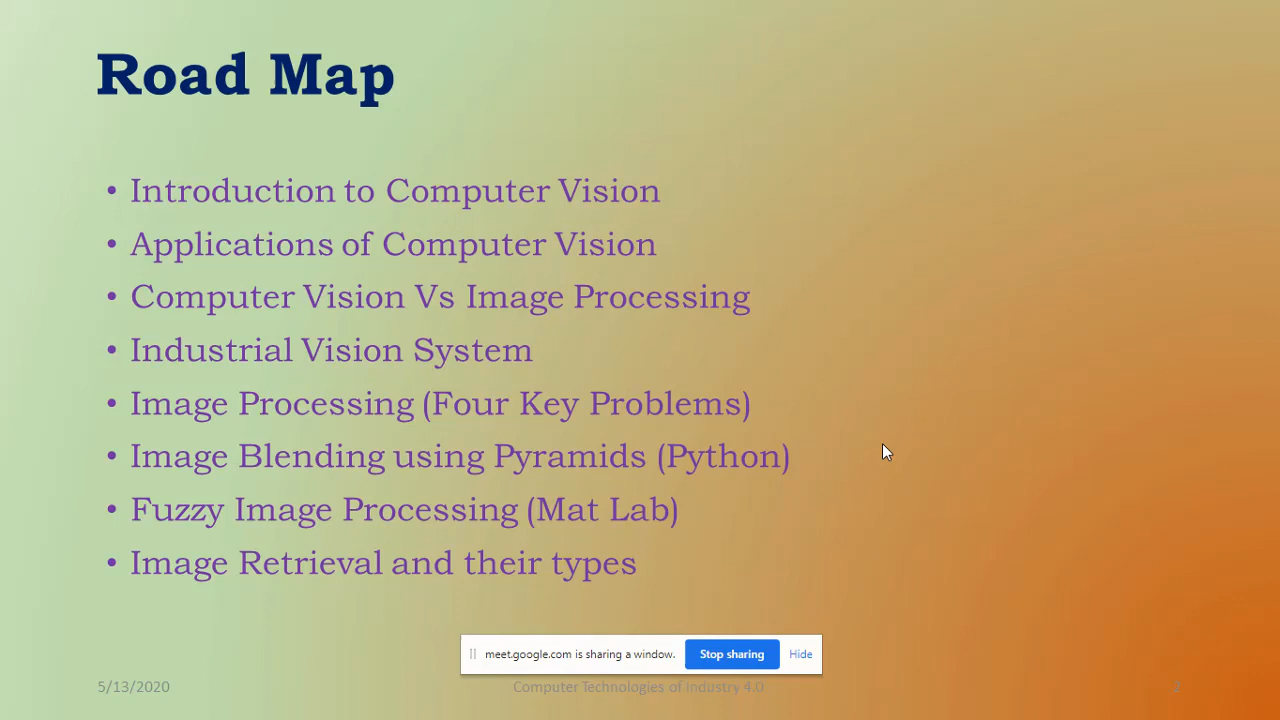 Road Map
• Introduction to Computer Vision
• Applications of Computer Vision
• Computer Vision Vs Image Processing
• Industrial Vision System
• Image Processing (Four Key Problems)
• Image Blending using Pyramids (Python)
• Fuzzy Image Processing (Mat Lab)
• Image Retrieval and their types
meet.google.com is sharing a window. Stop sharing Hide
5/13/2020 Computer Technologies of industry 4.0 2